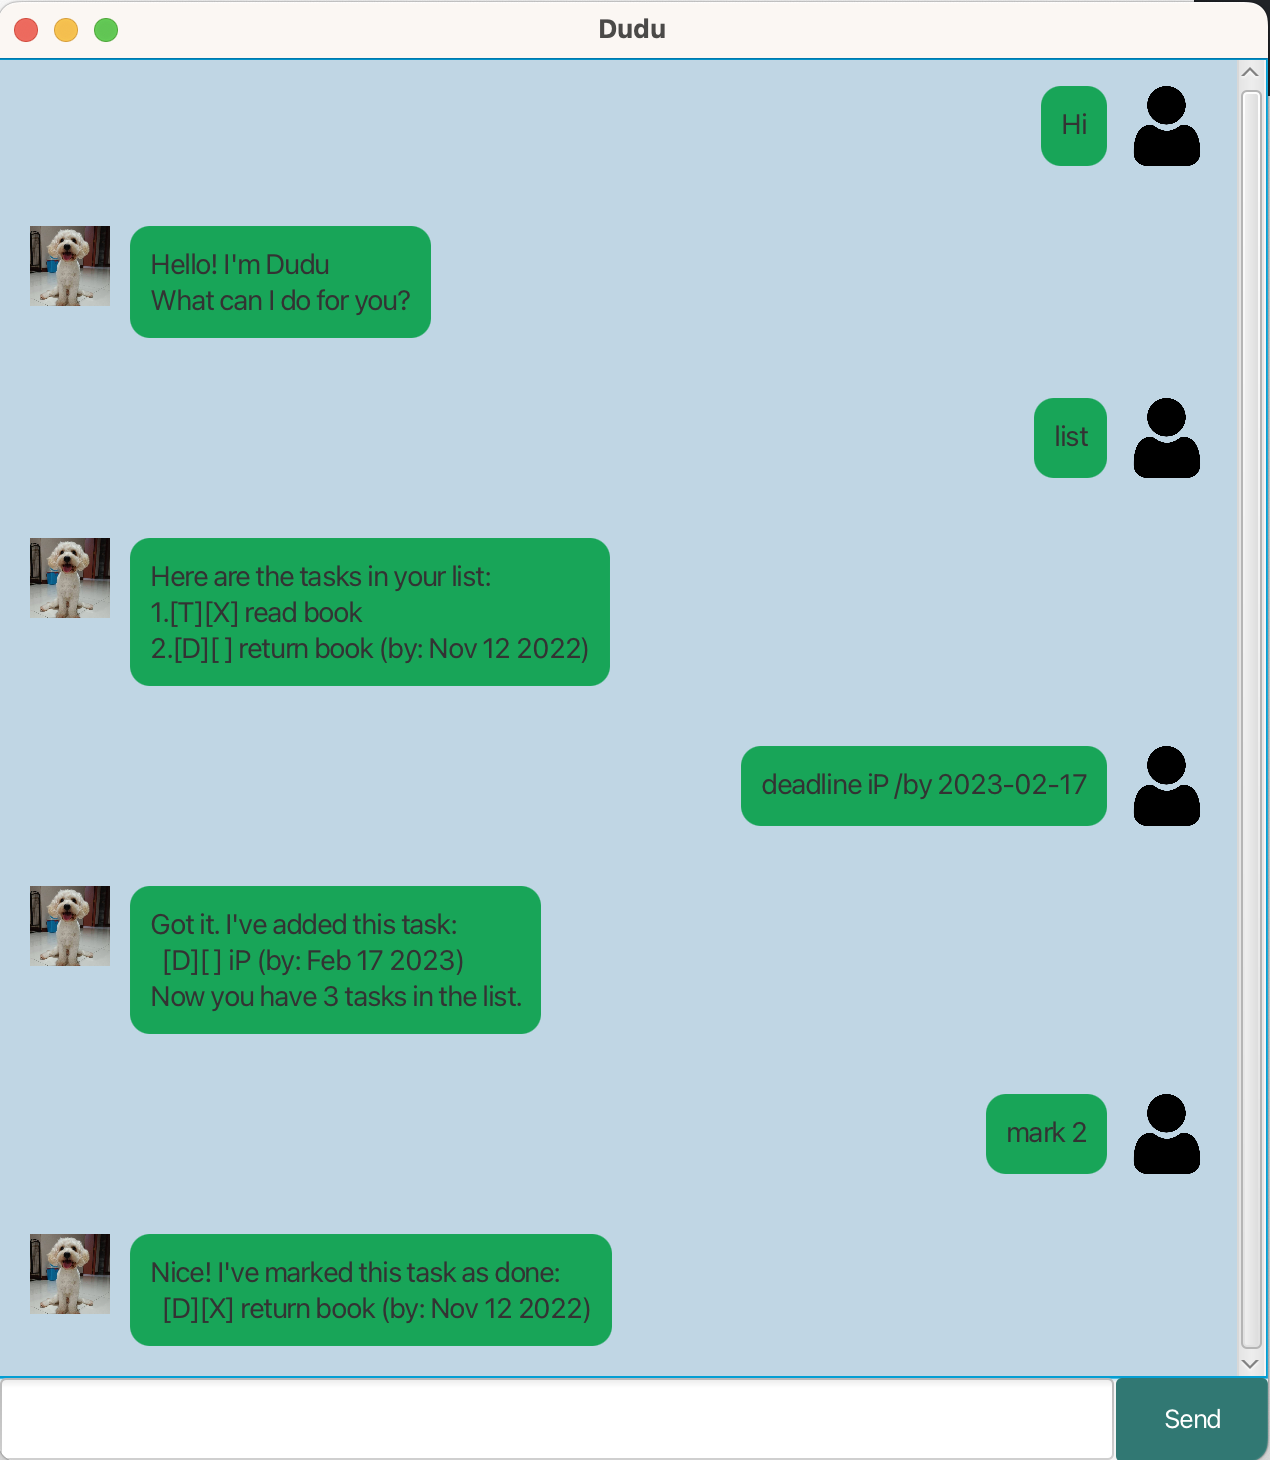 Dudu
Hi
Hello! I'm Dudu
What can I do for you?
list
Here are the tasks in your list:
1.[T][X] read book
2.[D][ ] return book (by: Nov 12 2022)
deadline iP /by 2023-02-17
Got it. I've added this task:
  [D][ ] iP (by: Feb 17 2023)
Now you have 3 tasks in the list.
mark 2
Nice! I've marked this task as done:
  [D][X] return book (by: Nov 12 2022)
Send